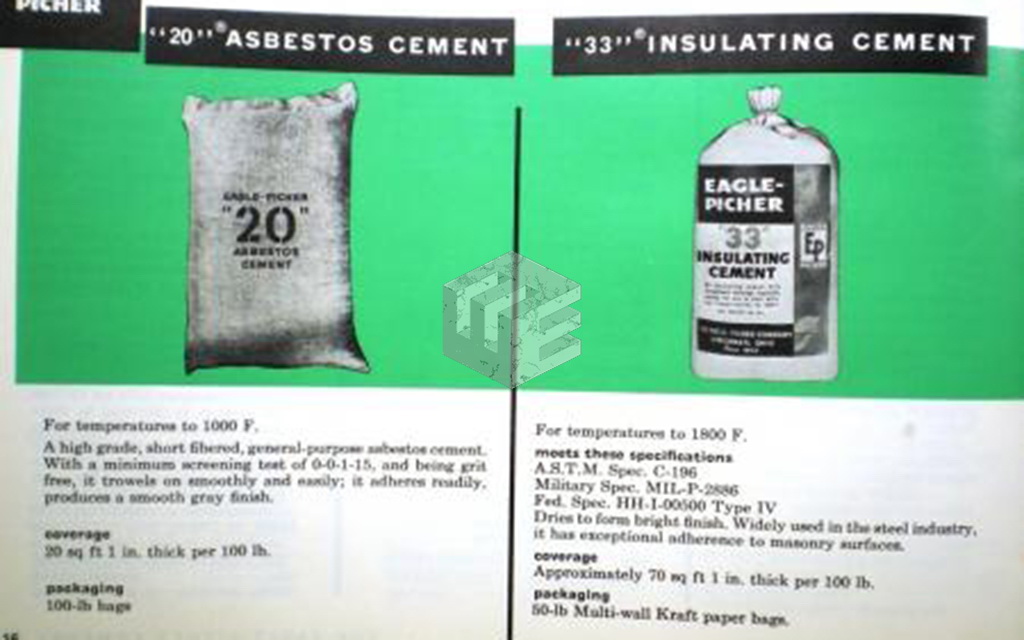 PICHER
"20"® ASBESTOS CEMENT
EAGLE-PICHER
"20"
ASBESTOS
CEMENT
For temperatures to 1000 F.
A high grade, short fibered, general-purpose asbestos cement.
With a minimum screening test of 0-0-1-15, and being grit
free, it trowels on smoothly and easily; it adheres readily,
produces a smooth gray finish.
coverage
20 sq ft 1 in. thick per 100 lb.
packaging
100-lb bags
16
"33"® INSULATING CEMENT
EAGLE-
PICHER
"33"
INSULATING
CEMENT
Ep
For temperatures to 1800 F.
meets these specifications
A.S.T.M. Spec. C-196
Military Spec. MIL-P-2886
Fed. Spec. HH-I-00500 Type IV
Dries to form bright finish. Widely used in the steel industry,
it has exceptional adherence to masonry surfaces.
coverage
Approximately 70 sq ft 1 in. thick per 100 lb.
packaging
50-lb Multi-wall Kraft paper bags.